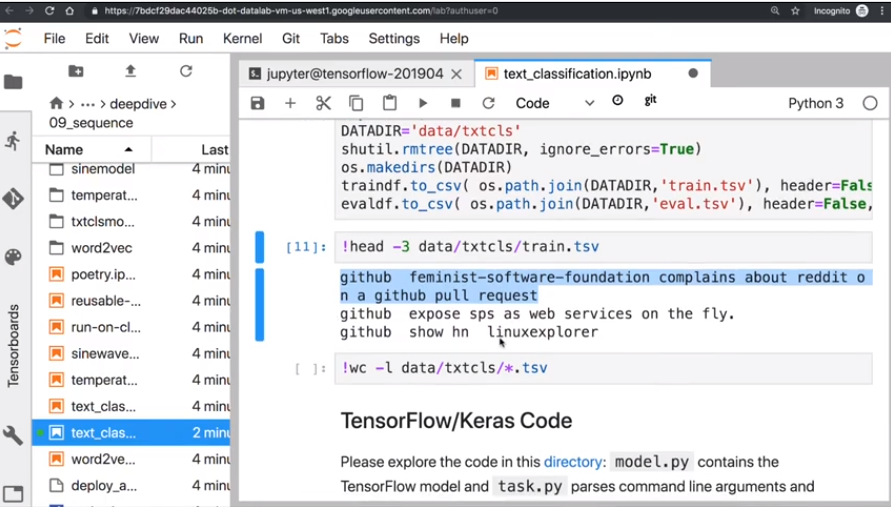 https://7bdcf29dac44025b-dot-datalab-vm-us-west1.googleusercontent.com/lab?authuser=0
Incognito
File Edit View Run Kernel Git Tabs Settings Help
jupyter@tensorflow-201904
text_classification.ipynb
Code
git
Python 3
··· > deepdive >
09_sequence
Name
Last
sinemodel 4 minu
temperat... 4 minu
txtclsmo... 4 minu
word2vec 4 minu
poetry.ip... 4 minu
reusable-... 4 minu
run-on-cl... 4 minu
sinewave... 4 minu
temperat... 4 minu
text_clas... 4 minu
text_clas... 2 minu
word2ve... 4 minu
deploy_a... 4 minu
Tensorboards
DATADIR='data/txtcls'
shutil.rmtree(DATADIR, ignore_errors=True)
os.makedirs(DATADIR)
traindf.to_csv( os.path.join(DATADIR,'train.tsv'), header=Fals
evaldf.to_csv( os.path.join(DATADIR,'eval.tsv'), header=False,
[11]: !head -3 data/txtcls/train.tsv
github feminist-software-foundation complains about reddit o
n a github pull request
github expose sps as web services on the fly.
github show hn linuxexplorer
[ ]: !wc -l data/txtcls/*.tsv
TensorFlow/Keras Code
Please explore the code in this directory: model.py contains the
TensorFlow model and task.py parses command line arguments and